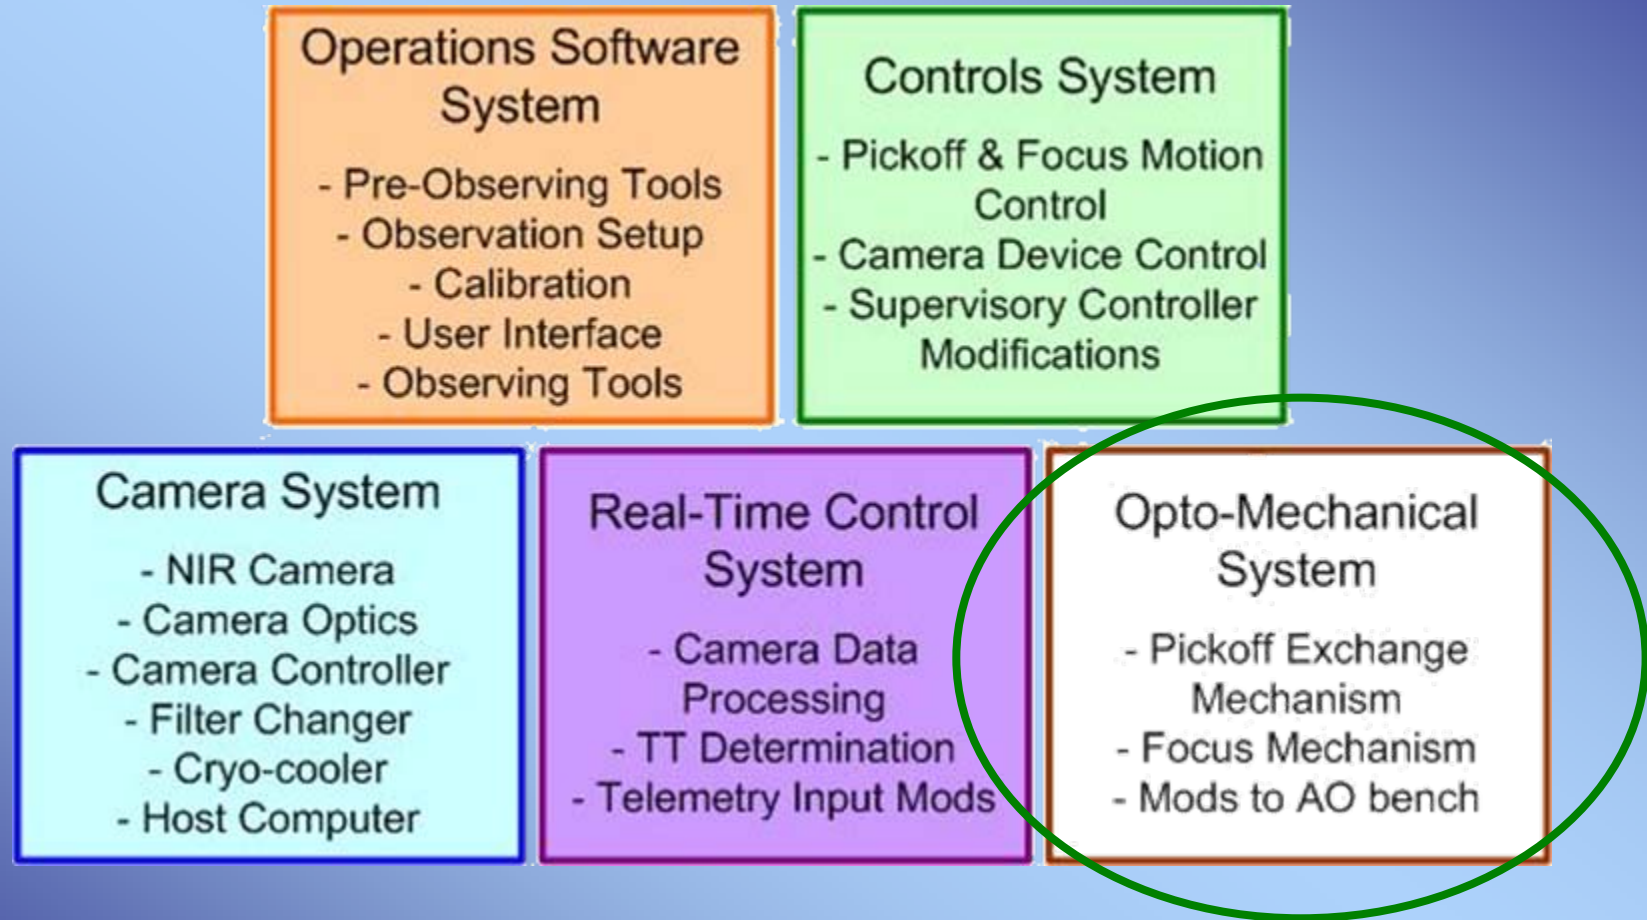 Operations Software
System
- Pre-Observing Tools
- Observation Setup
- Calibration
- User Interface
- Observing Tools
Controls System
- Pickoff & Focus Motion
Control
- Camera Device Control
- Supervisory Controller
Modifications
Camera System
- NIR Camera
- Camera Optics
- Camera Controller
- Filter Changer
- Cryo-cooler
- Host Computer
Real-Time Control
System
- Camera Data
Processing
- TT Determination
- Telemetry Input Mods
Opto-Mechanical
System
- Pickoff Exchange
Mechanism
- Focus Mechanism
- Mods to AO bench